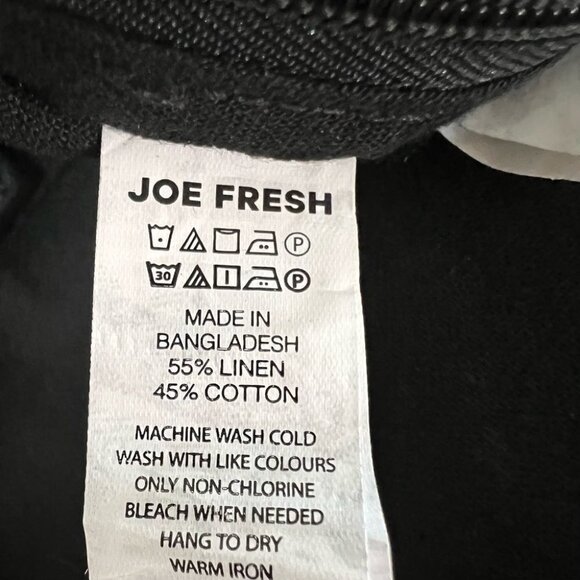 JOE FRESH
P
30 P
MADE IN
BANGLADESH
55% LINEN
45% COTTON
MACHINE WASH COLD
WASH WITH LIKE COLOURS
ONLY NON-CHLORINE
BLEACH WHEN NEEDED
HANG TO DRY
WARM IRON